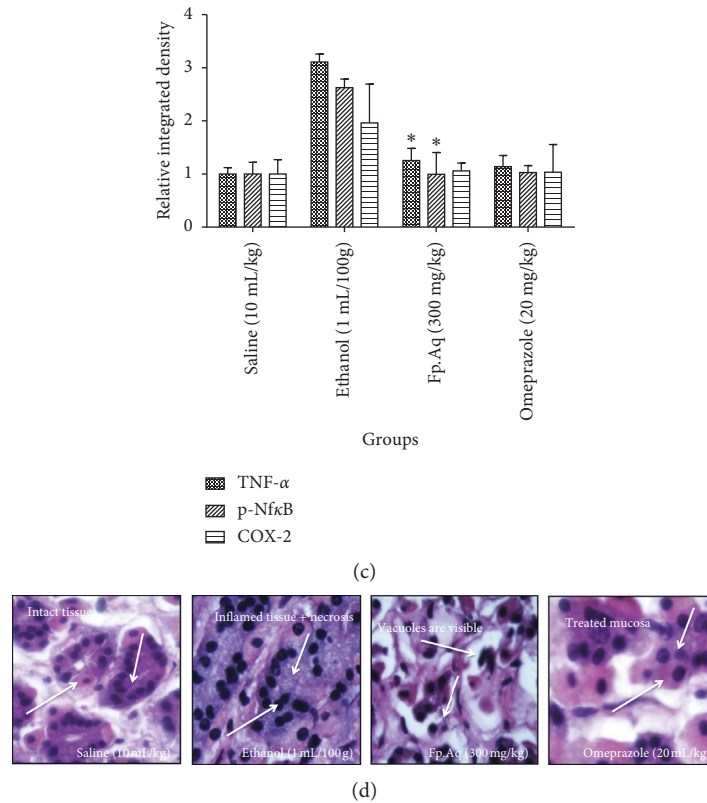 4
3
2
1
0
Relative integrated density
* *
Saline (10 mL/kg)
Ethanol (1 mL/100g)
Fp.Aq (300 mg/kg)
Omeprazole (20 mg/kg)
Groups
TNF-α
p-NfκB
COX-2
(c)
Intact tissue
Saline (10 mL/kg)
Inflamed tissue + necrosis
Ethanol (1 mL/100g)
Vacuoles are visible
Fp.Aq (300 mg/kg)
Treated mucosa
Omeprazole (20 mL/kg)
(d)